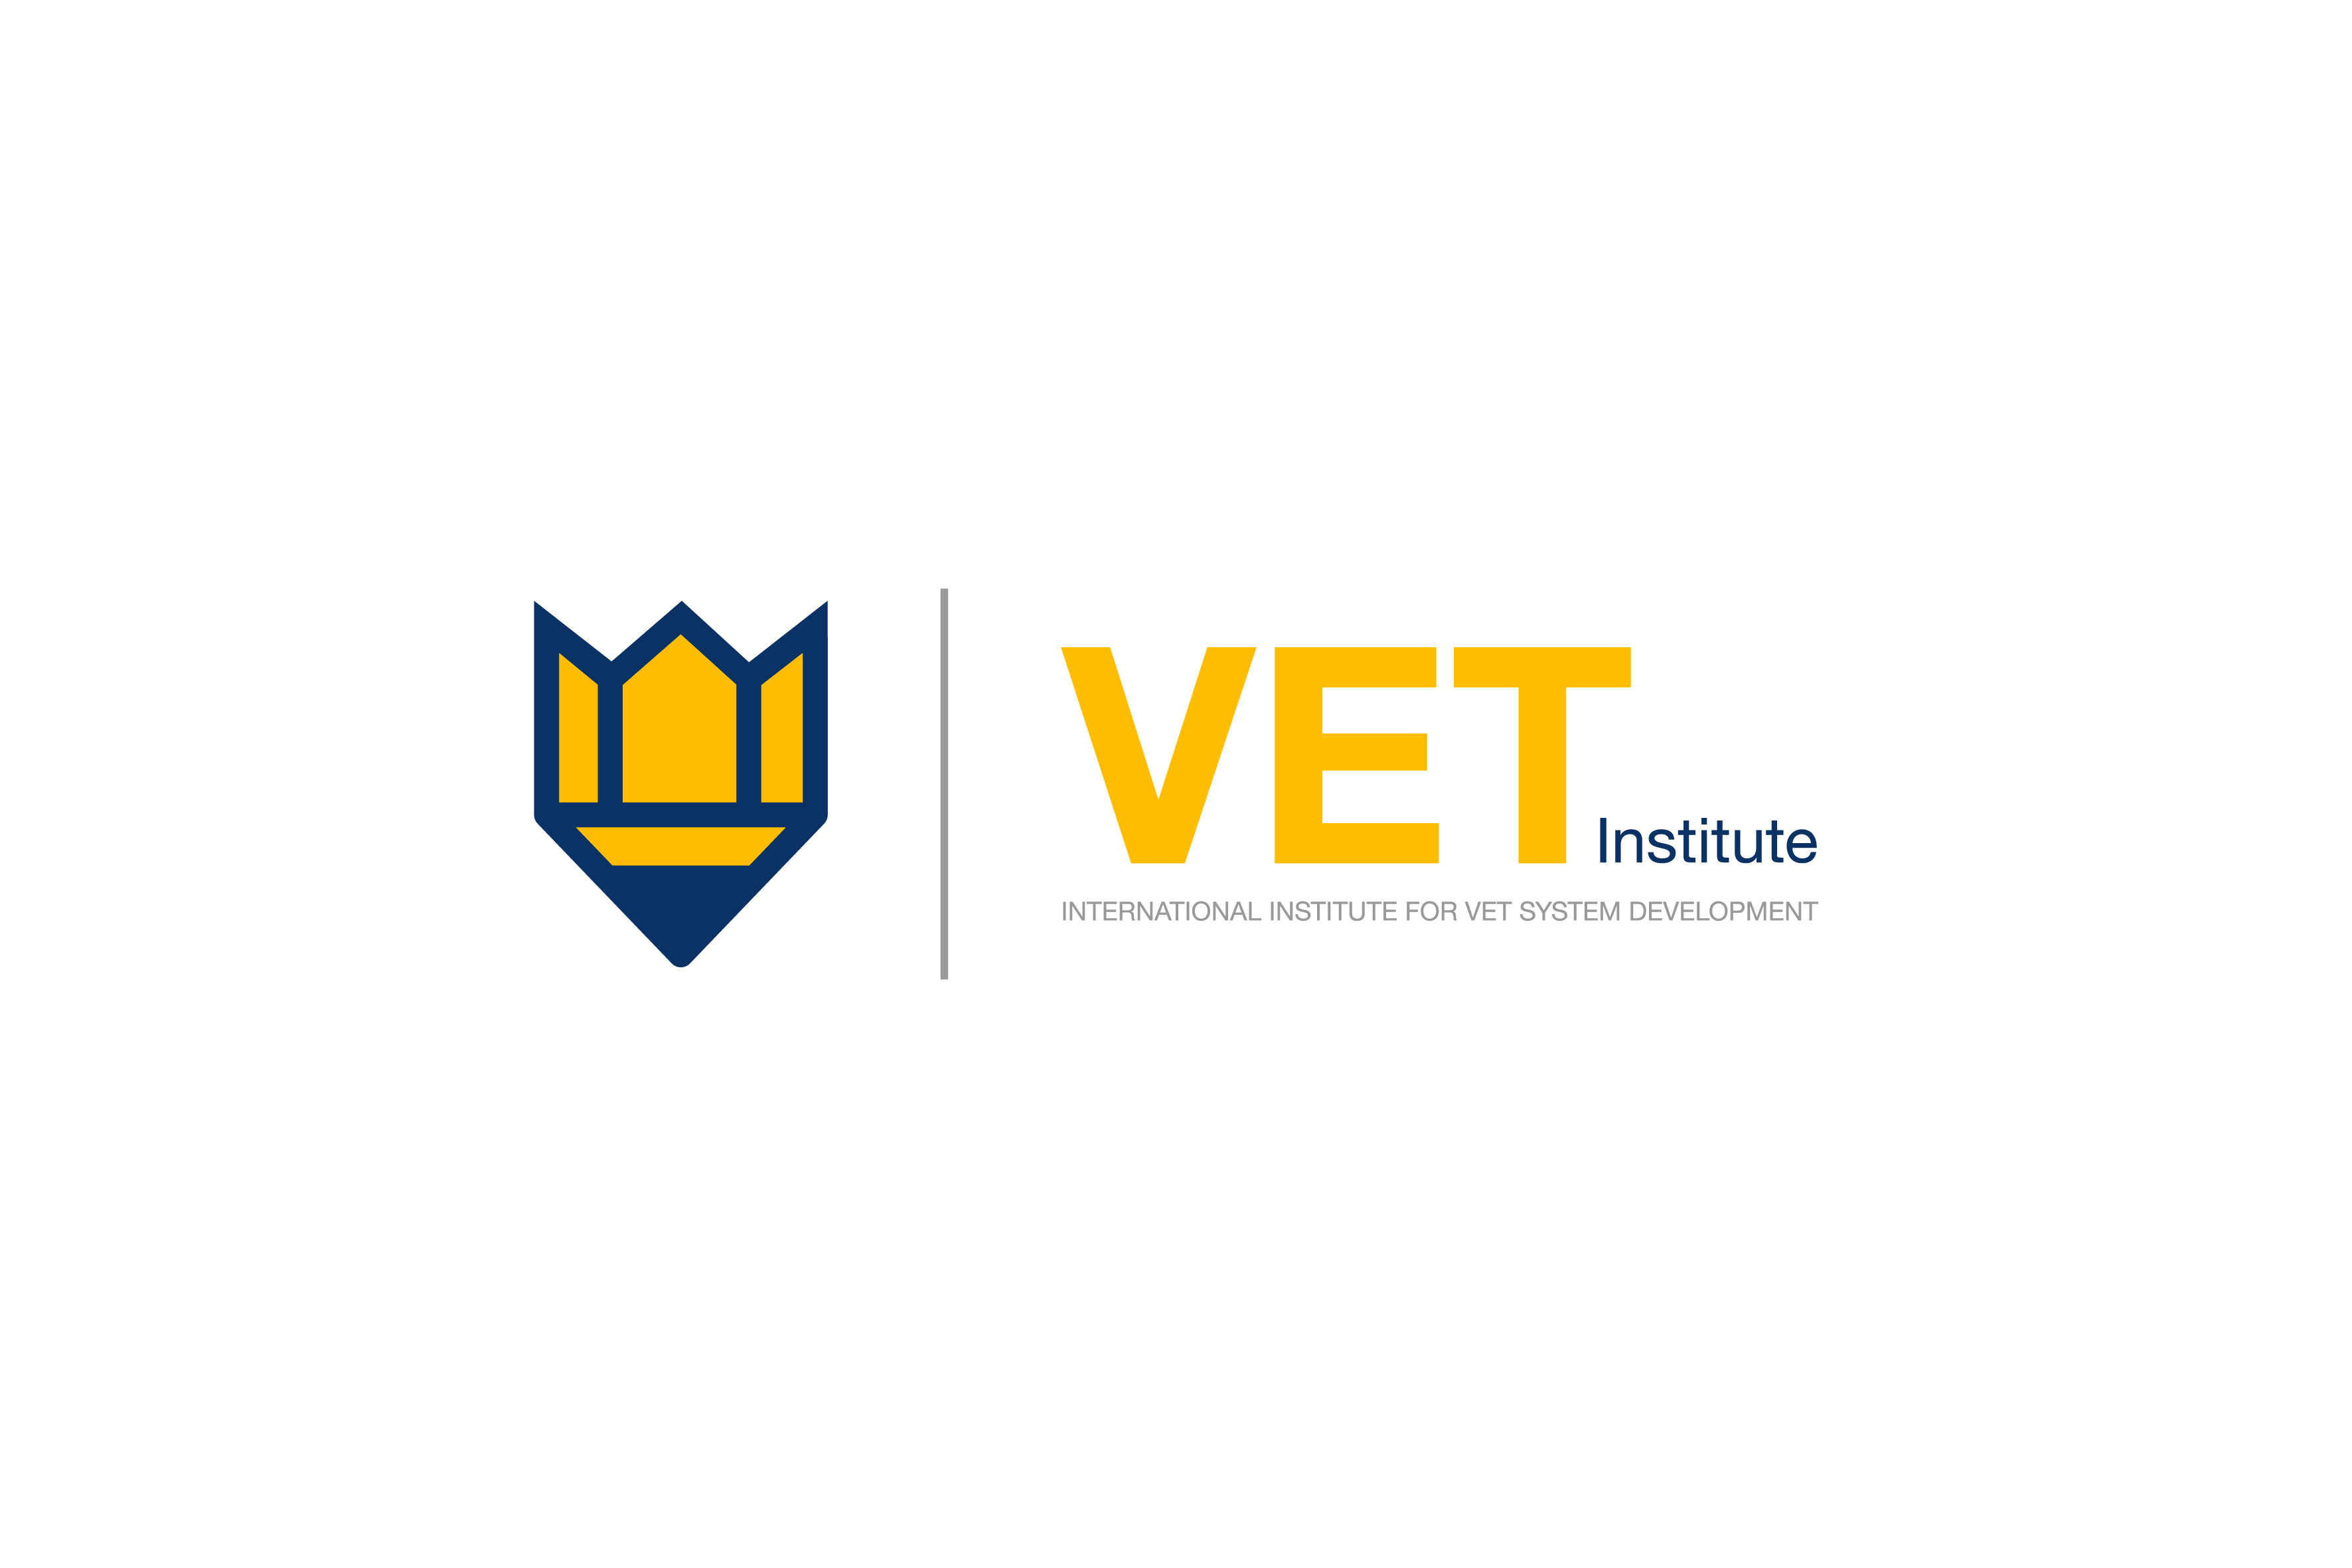 VET
Institute
INTERNATIONAL INSTITUTE FOR VET SYSTEM DEVELOPMENT